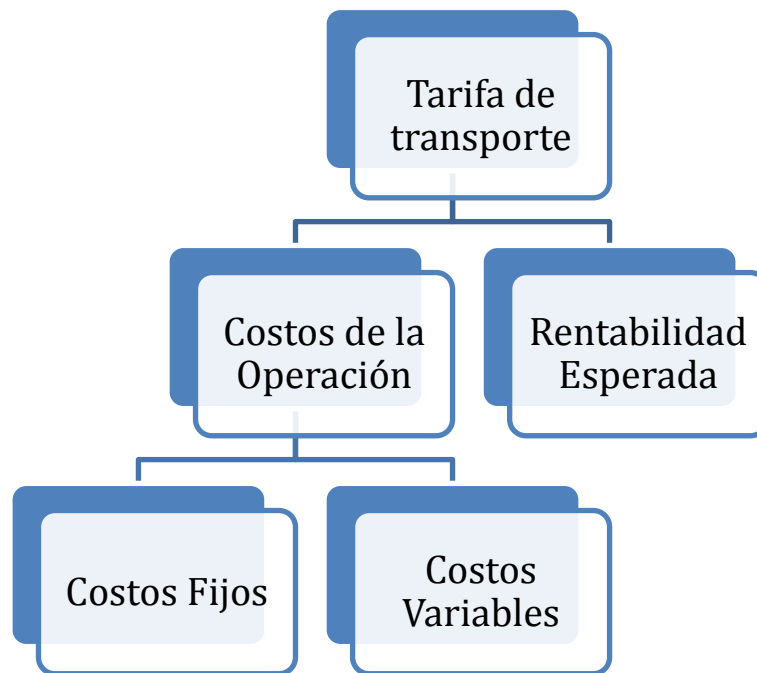 Tarifa de
transporte
Costos de la
Operación
Rentabilidad
Esperada
Costos Fijos
Costos
Variables